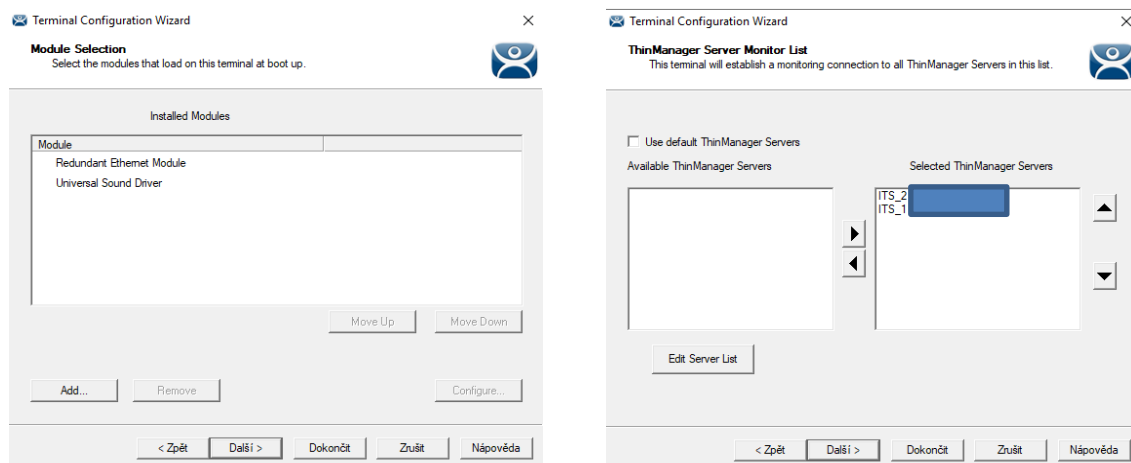 Terminal Configuration Wizard
Module Selection
Select the modules that load on this terminal at boot up.
Installed Modules
Module
Redundant Ethernet Module
Universal Sound Driver
Move Up
Move Down
Add...
Remove
Configure...
< Zpět
Další >
Dokončit
Zrušit
Nápověda
Terminal Configuration Wizard
ThinManager Server Monitor List
This terminal will establish a monitoring connection to all ThinManager Servers in this list.
Use default ThinManager Servers
Available ThinManager Servers
Selected ThinManager Servers
ITS_2
ITS_1
Edit Server List
< Zpět
Další >
Dokončit
Zrušit
Nápověda